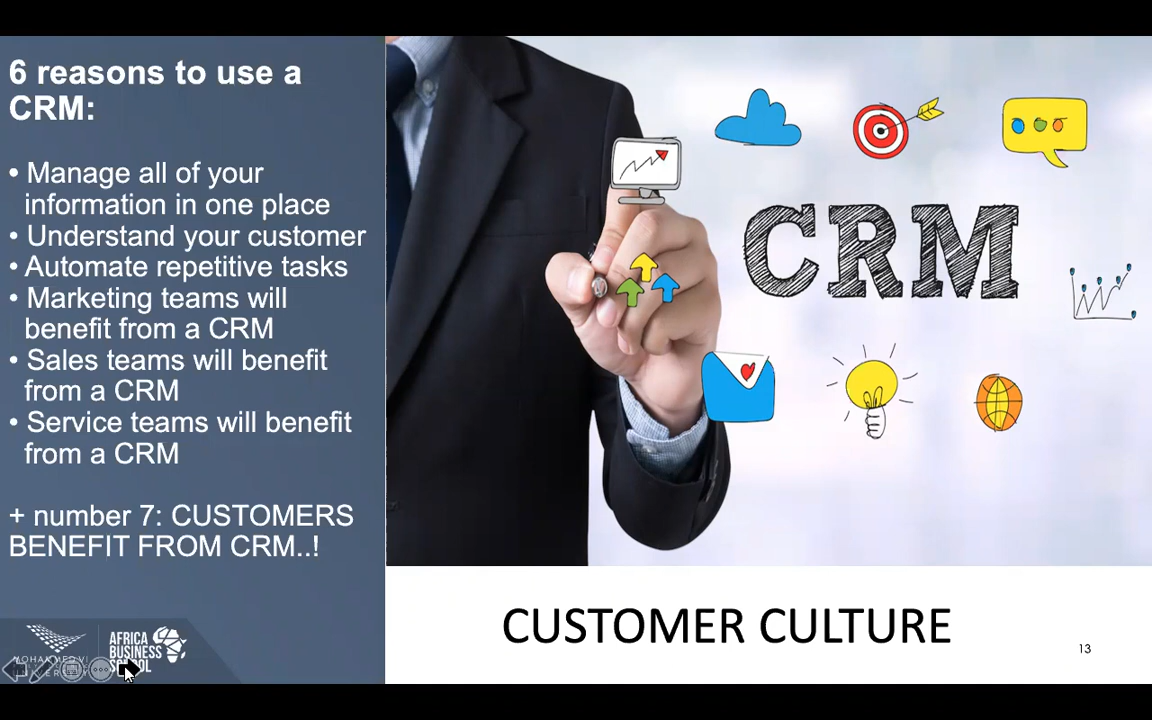 6 reasons to use a
CRM:
• Manage all of your
information in one place
• Understand your customer
• Automate repetitive tasks
• Marketing teams will
benefit from a CRM
• Sales teams will benefit
from a CRM
• Service teams will benefit
from a CRM
+ number 7: CUSTOMERS
BENEFIT FROM CRM..!
CRM
CUSTOMER CULTURE
13
AFRICA
BUSINESS